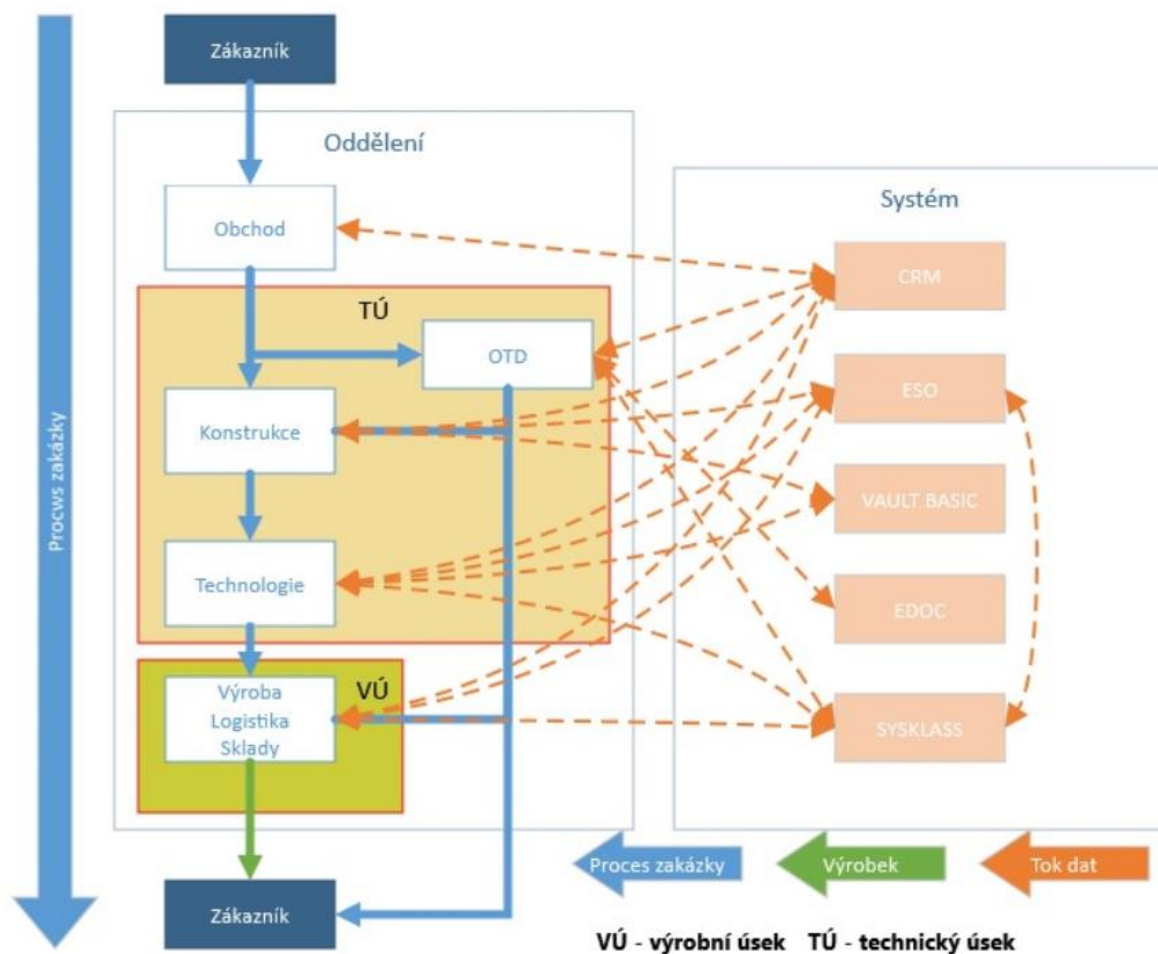 Zákazník
Oddělení
Systém
Obchod
CRM
TÚ
OTD
ESO
Konstrukce
VAULT BASIC
Technologie
EDOC
VÚ
Výroba
Logistika
Sklady
SYSKLASS
Procws zakázky
Proces zakázky
Výrobek
Tok dat
Zákazník
VÚ - výrobní úsek TÚ - technický úsek